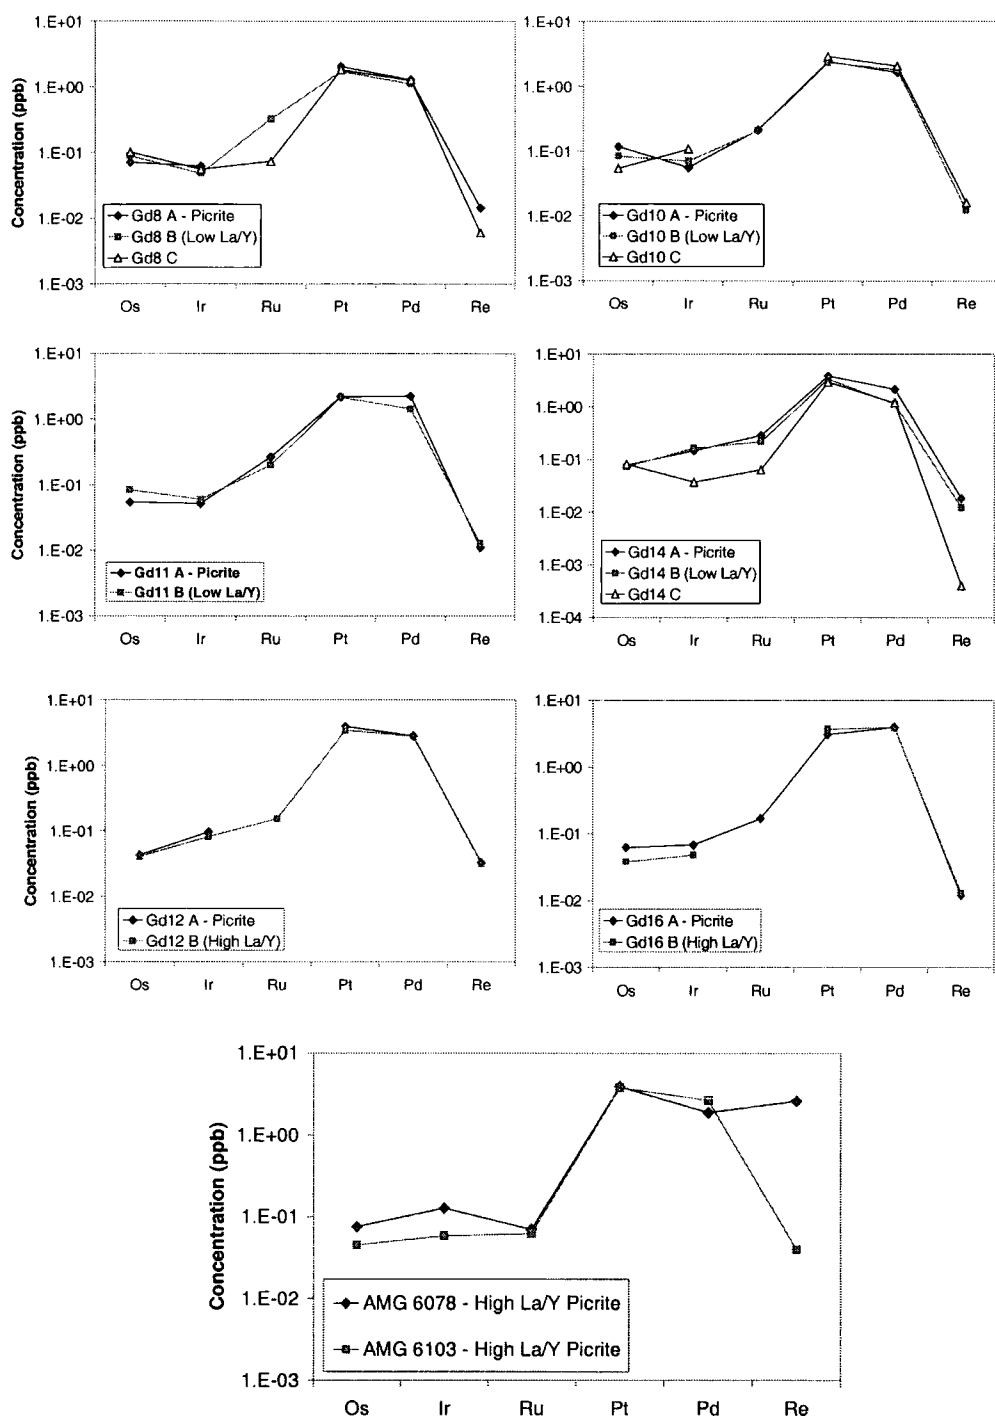 1.E+01
1.E+00
1.E-01
1.E-02
1.E-03
Concentration (ppb)
Gd8 A - Picrite
Gd8 B (Low La/Y)
Gd8 C
Os Ir Ru Pt Pd Re
1.E+01
1.E+00
1.E-01
1.E-02
1.E-03
Gd10 A - Picrite
Gd10 B (Low La/Y)
Gd10 C
Os Ir Ru Pt Pd Re
1.E+01
1.E+00
1.E-01
1.E-02
1.E-03
Concentration (ppb)
Gd11 A - Picrite
Gd11 B (Low La/Y)
Os Ir Ru Pt Pd Re
1.E+01
1.E+00
1.E-01
1.E-02
1.E-03
1.E-04
Gd14 A - Picrite
Gd14 B (Low La/Y)
Gd14 C
Os Ir Ru Pt Pd Re
1.E+01
1.E+00
1.E-01
1.E-02
1.E-03
Concentration (ppb)
Gd12 A - Picrite
Gd12 B (High La/Y)
Os Ir Ru Pt Pd Re
1.E+01
1.E+00
1.E-01
1.E-02
1.E-03
Gd16 A - Picrite
Gd16 B (High La/Y)
Os Ir Ru Pt Pd Re
1.E+01
1.E+00
1.E-01
1.E-02
1.E-03
Concentration (ppb)
AMG 6078 - High La/Y Picrite
AMG 6103 - High La/Y Picrite
Os Ir Ru Pt Pd Re